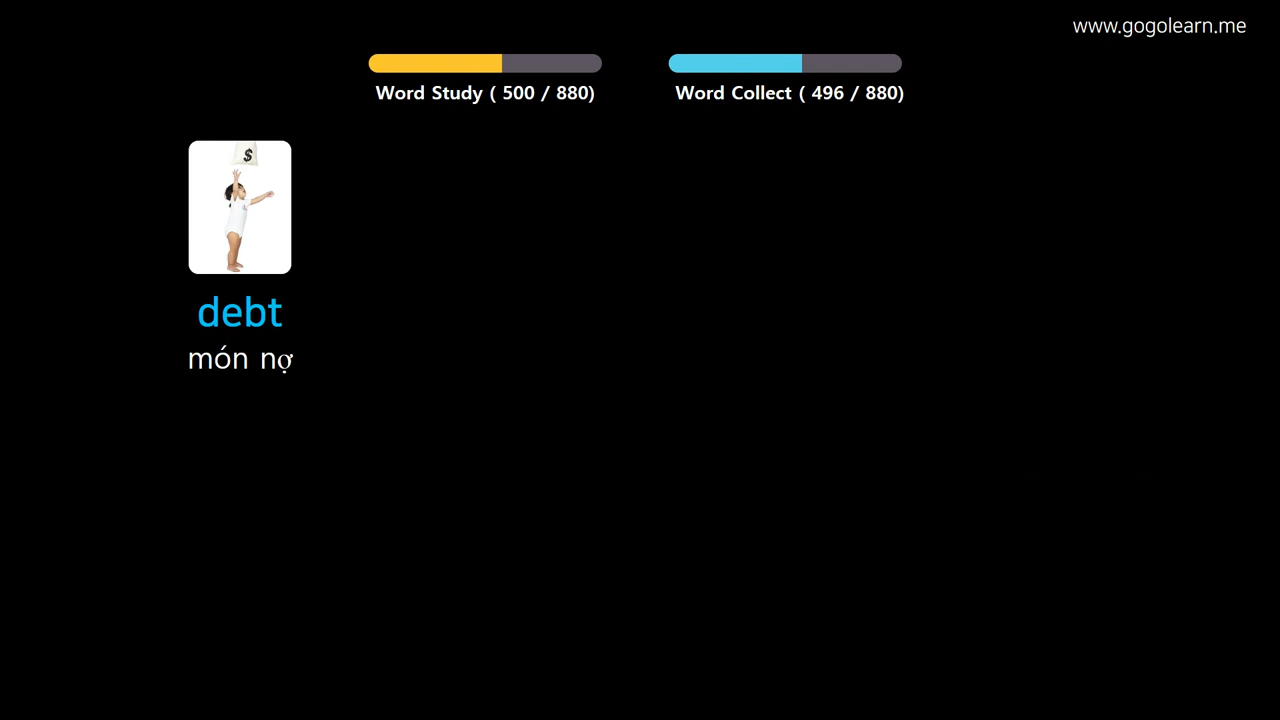 www.gogolearn.me
Word Study ( 500 / 880)
Word Collect ( 496 / 880)
$
debt
món nợ